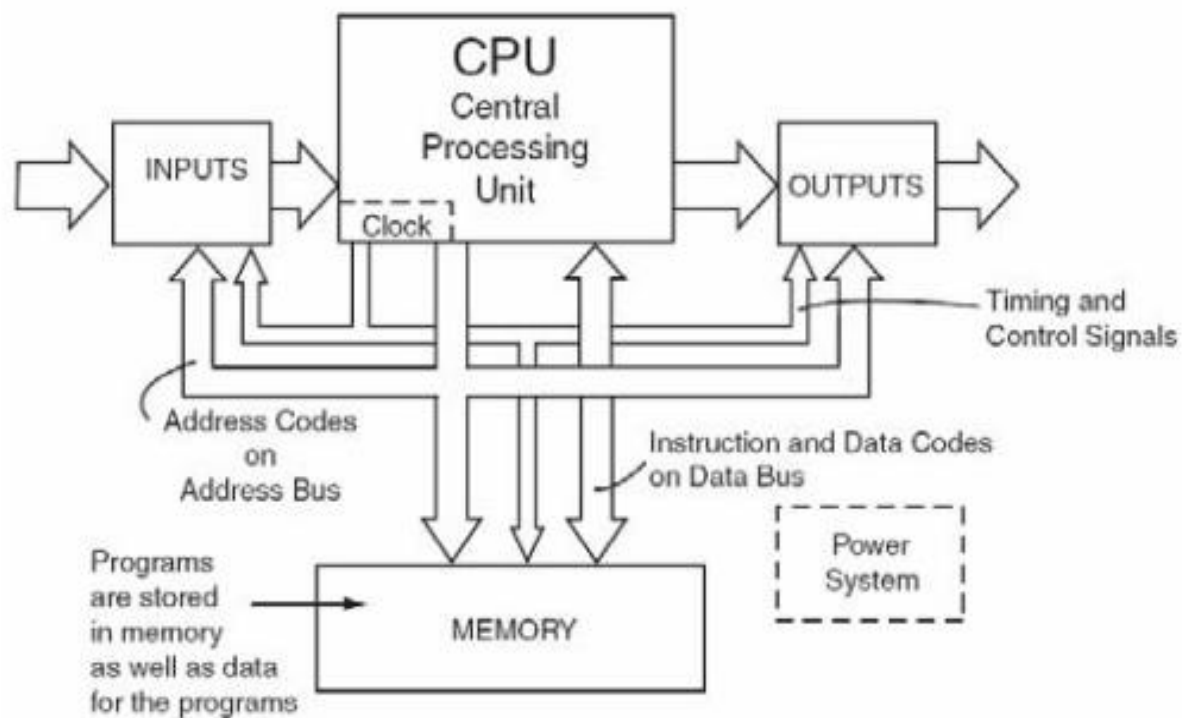 CPU
Central
Processing
Unit
Clock
INPUTS
OUTPUTS
Timing and
Control Signals
Address Codes
on
Address Bus
Instruction and Data Codes
on Data Bus
Power
System
Programs
are stored
in memory
as well as data
for the programs
MEMORY